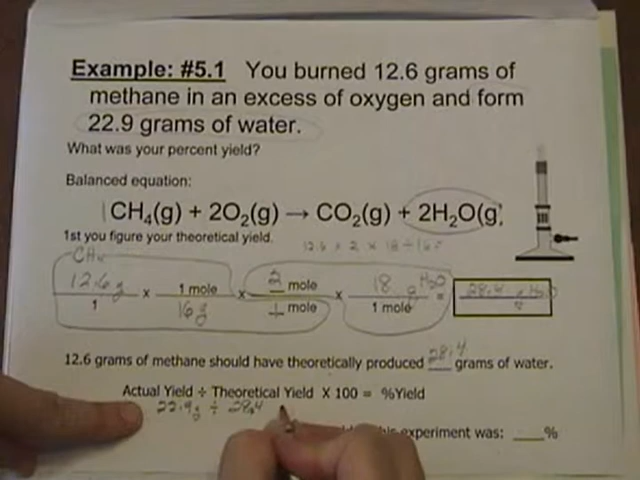 Example: #5.1 You burned 12.6 grams of
methane in an excess of oxygen and form
22.9 grams of water.
What was your percent yield?
Balanced equation:
CH₄(g) + 2O₂(g) → CO₂(g) + 2H₂O(g)
1st you figure your theoretical yield.
12.6 x 2 x 18 ÷ 16 =
CH₄
12.6 g x 1 mole x 2 mole x 18 g H₂O = 28.4 g H₂O
1 16 g 1 mole 1 mole
12.6 grams of methane should have theoretically produced 28.4 grams of water.
Actual Yield ÷ Theoretical Yield X 100 = %Yield
22.9g ÷ 28.4
this experiment was: ____%